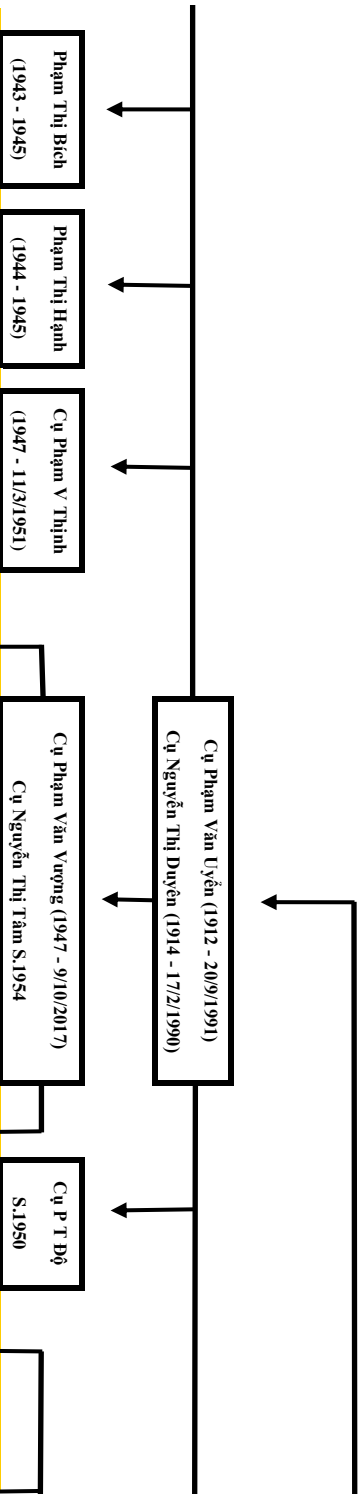 Cụ Phạm Văn Uyển (1912 - 20/9/1991)
Cụ Nguyễn Thị Duyên (1914 - 17/2/1990)
Phạm Thị Bích
(1943 - 1945)
Phạm Thị Hạnh
(1944 - 1945)
Cụ Phạm V Thịnh
(1947 - 11/3/1951)
Cụ Phạm Văn Vượng (1947 - 9/10/2017)
Cụ Nguyễn Thị Tâm S.1954
Cụ P T Độ
S.1950